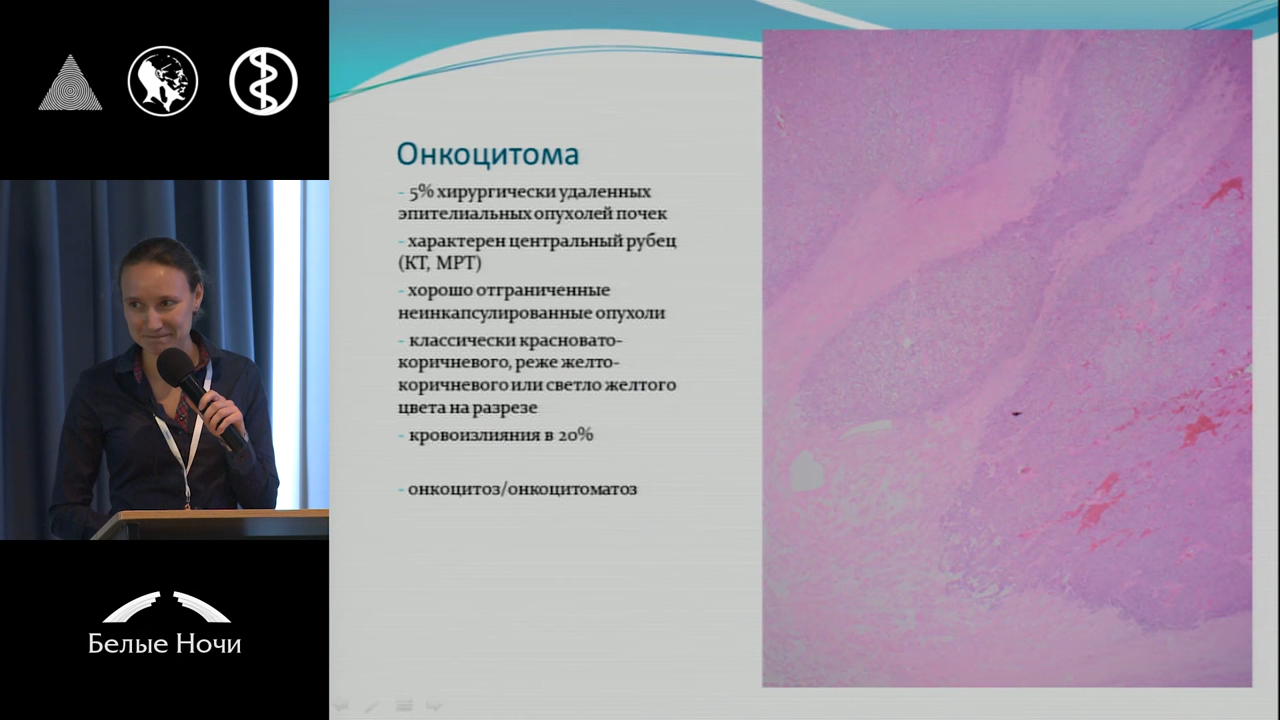 Онкоцитома
- 5% хирургически удаленных
эпителиальных опухолей почек
- характерен центральный рубец
(КТ, МРТ)
- хорошо отграниченные
неинкапсулированные опухоли
- классически красновато-
коричневого, реже желто-
коричневого или светло желтого
цвета на разрезе
- кровоизлияния в 20%
- онкоцитоз/онкоцитоматоз
Белые Ночи